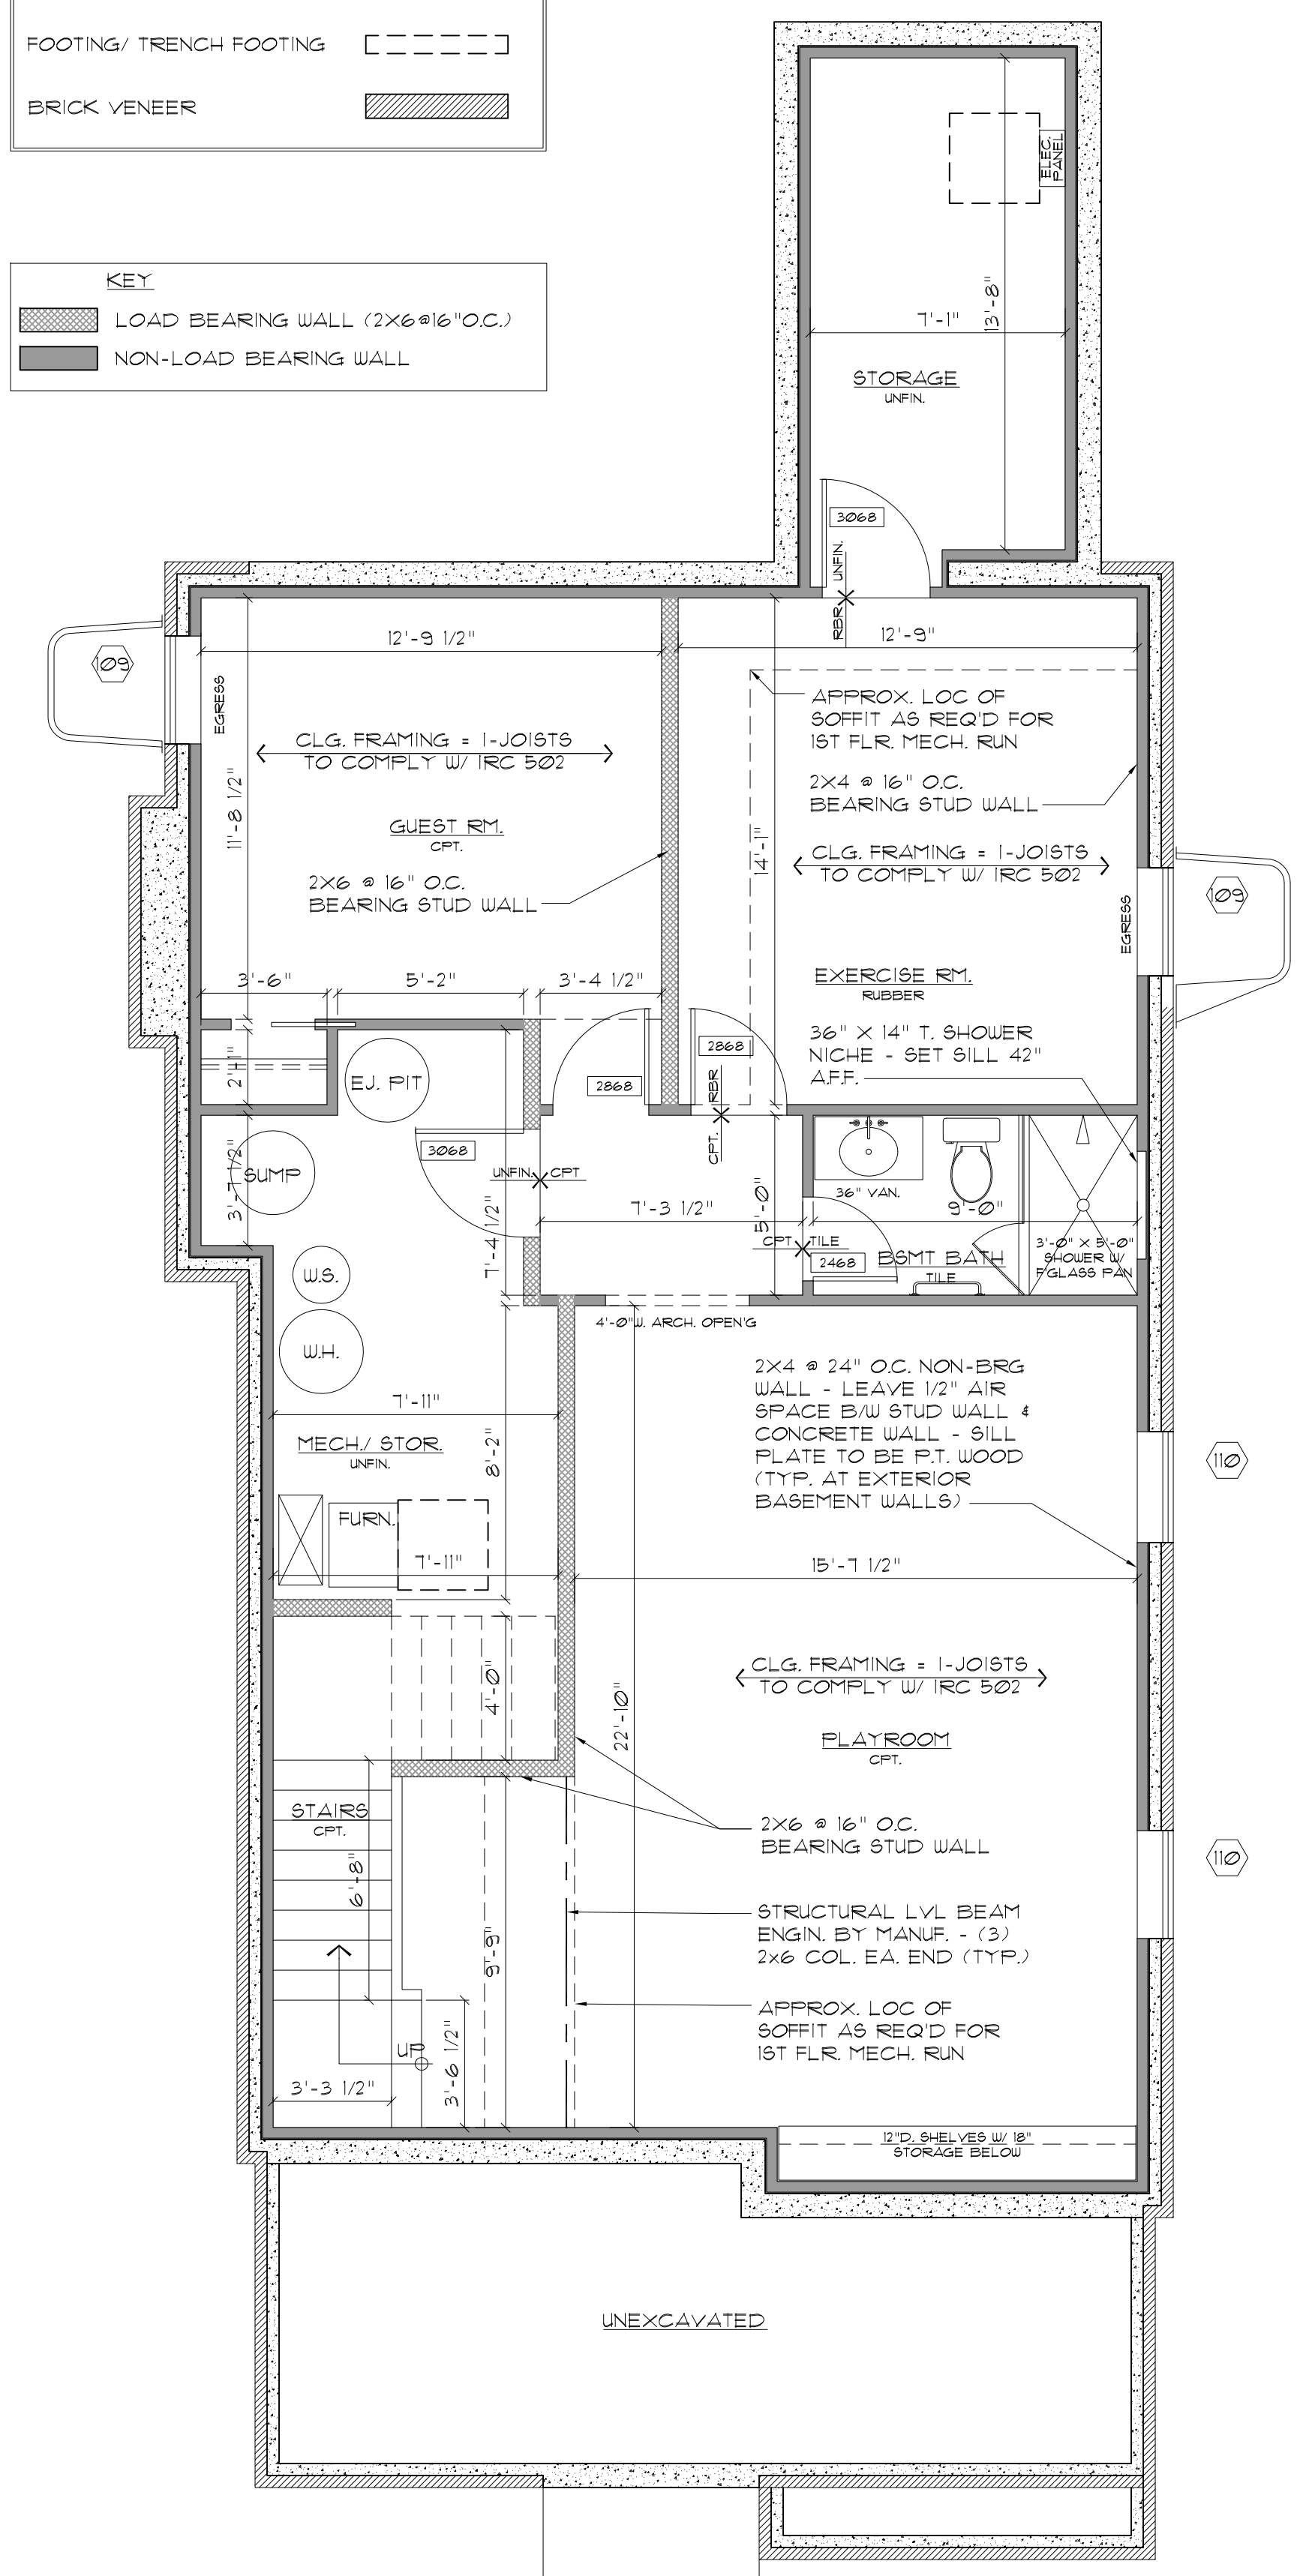 FOOTING/ TRENCH FOOTING
BRICK VENEER
KEY
LOAD BEARING WALL (2X6@16"O.C.)
NON-LOAD BEARING WALL
ELEC.
PANEL
7'-1"
13'-8"
STORAGE
UNFIN.
3068
UNFIN.
RBR
109
EGRESS
12'-9 1/2"
12'-9"
CLG. FRAMING = I-JOISTS
TO COMPLY W/ IRC 502
11'-8 1/2"
GUEST RM.
CPT.
2X6 @ 16" O.C.
BEARING STUD WALL
APPROX. LOC OF
SOFFIT AS REQ'D FOR
1ST FLR. MECH. RUN
2X4 @ 16" O.C.
BEARING STUD WALL
14'-1"
CLG. FRAMING = I-JOISTS
TO COMPLY W/ IRC 502
109
EGRESS
EXERCISE RM.
RUBBER
36" X 14" T. SHOWER
NICHE - SET SILL 42"
A.F.F.
3'-6"
5'-2"
3'-4 1/2"
2'-1"
EJ. PIT
2868
2868
RBR
CPT.
3068
SUMP
3'-7 1/2"
UNFIN.
CPT
7'-4 1/2"
7'-3 1/2"
5'-0"
36" VAN.
9'-0"
CPT.
TILE
2468
BSMT BATH
TILE
3'-0" X 5'-0"
SHOWER W/
F'GLASS PAN
W.S.
W.H.
4'-0"W. ARCH. OPEN'G
7'-11"
MECH./ STOR.
UNFIN.
8'-2"
FURN.
7'-11"
2X4 @ 24" O.C. NON-BRG
WALL - LEAVE 1/2" AIR
SPACE B/W STUD WALL &
CONCRETE WALL - SILL
PLATE TO BE P.T. WOOD
(TYP. AT EXTERIOR
BASEMENT WALLS)
110
15'-7 1/2"
CLG. FRAMING = I-JOISTS
TO COMPLY W/ IRC 502
4'-0"
22'-10"
PLAYROOM
CPT.
STAIRS
CPT.
6'-8"
2X6 @ 16" O.C.
BEARING STUD WALL
110
9'-9"
STRUCTURAL LVL BEAM
ENGIN. BY MANUF. - (3)
2x6 COL. EA. END (TYP.)
APPROX. LOC OF
SOFFIT AS REQ'D FOR
1ST FLR. MECH. RUN
UP
3'-3 1/2"
3'-6 1/2"
12"D. SHELVES W/ 18"
STORAGE BELOW
UNEXCAVATED